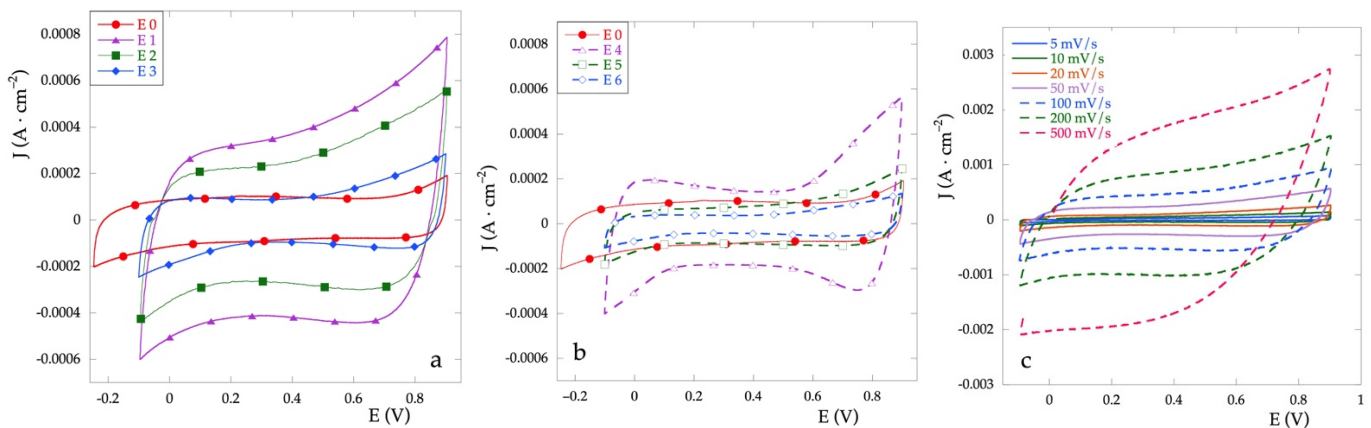 E 0
E 1
E 2
E 3
0.0008
0.0006
0.0004
0.0002
0
-0.0002
-0.0004
-0.0006
J (A · cm⁻²)
-0.2 0 0.2 0.4 0.6 0.8
E (V)
a
E 0
E 4
E 5
E 6
0.0008
0.0006
0.0004
0.0002
0
-0.0002
-0.0004
-0.0006
J (A · cm⁻²)
−0.2 0 0.2 0.4 0.6 0.8
E (V)
b
5 mV/s
10 mV/s
20 mV/s
50 mV/s
100 mV/s
200 mV/s
500 mV/s
0.003
0.002
0.001
0
-0.001
-0.002
-0.003
J (A · cm⁻²)
0 0.2 0.4 0.6 0.8 1
E (V)
c